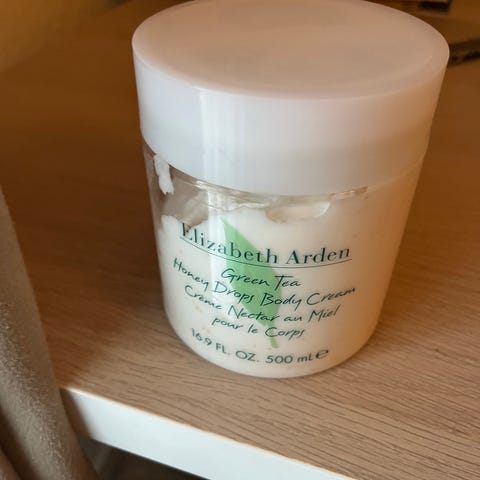 Elizabeth Arden
Green Tea
Honey Drops Body Cream
Crème Nectar au Miel
pour le Corps
16.9 FL. OZ. 500 mL e